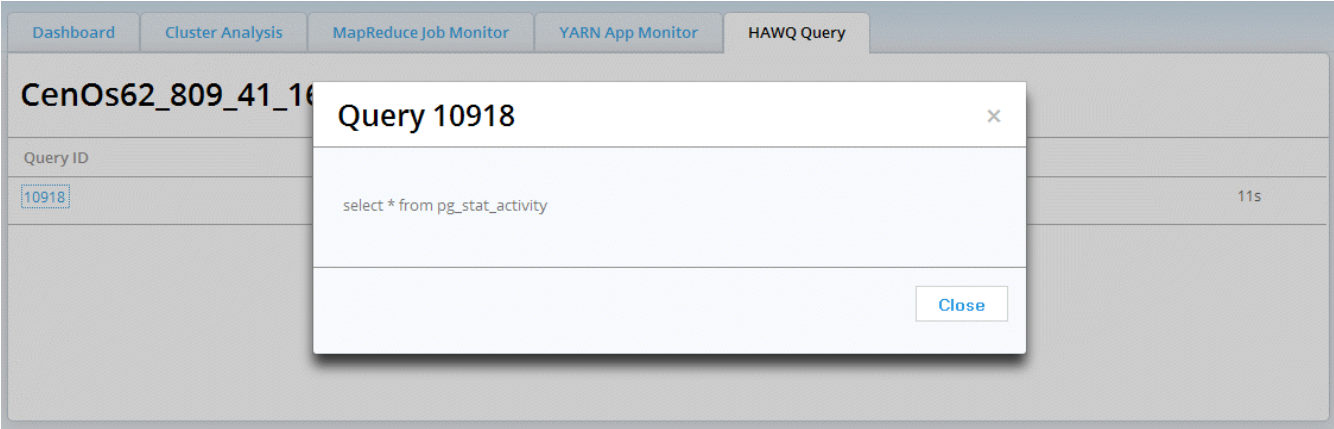 Dashboard Cluster Analysis MapReduce Job Monitor YARN App Monitor HAWQ Query
CenOs62_809_41_16
Query 10918 ×
Query ID
10918 11s
select * from pg_stat_activity
Close